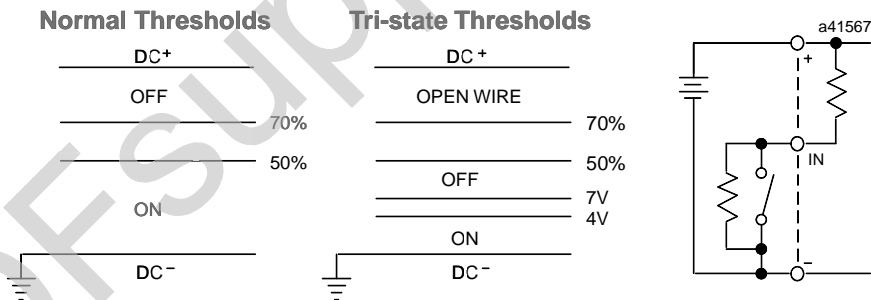 Normal Thresholds
DC+
OFF
70%
50%
ON
DC-
Tri-state Thresholds
DC +
OPEN WIRE
70%
50%
OFF
7V
4V
ON
DC-
a41567
+
IN
-